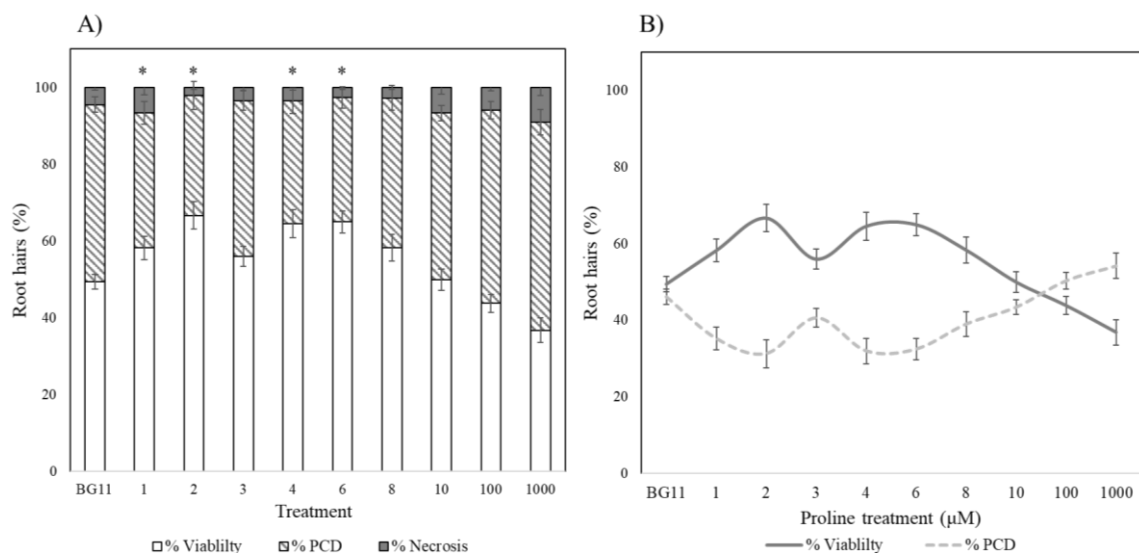 A)
* * * *
100
80
60
40
20
0
Root hairs (%)
BG11 1 2 3 4 6 8 10 100 1000
Treatment
% Viablilty % PCD % Necrosis
B)
100
80
60
40
20
0
Root hairs (%)
BG11 1 2 3 4 6 8 10 100 1000
Proline treatment (μM)
% Viability % PCD